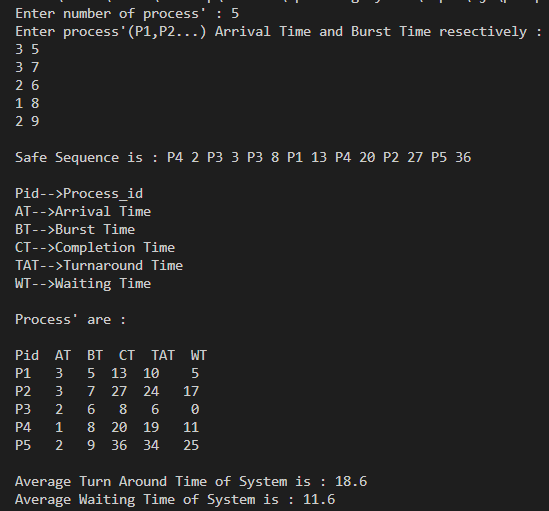 Enter number of process' : 5
Enter process'(P1,P2...) Arrival Time and Burst Time resectively :
3 5
3 7
2 6
1 8
2 9
Safe Sequence is : P4 2 P3 3 P3 8 P1 13 P4 20 P2 27 P5 36
Pid-->Process_id
AT-->Arrival Time
BT-->Burst Time
CT-->Completion Time
TAT-->Turnaround Time
WT-->Waiting Time
Process' are :
Pid AT BT CT TAT WT
P1 3 5 13 10 5
P2 3 7 27 24 17
P3 2 6 8 6 0
P4 1 8 20 19 11
P5 2 9 36 34 25
Average Turn Around Time of System is : 18.6
Average Waiting Time of System is : 11.6